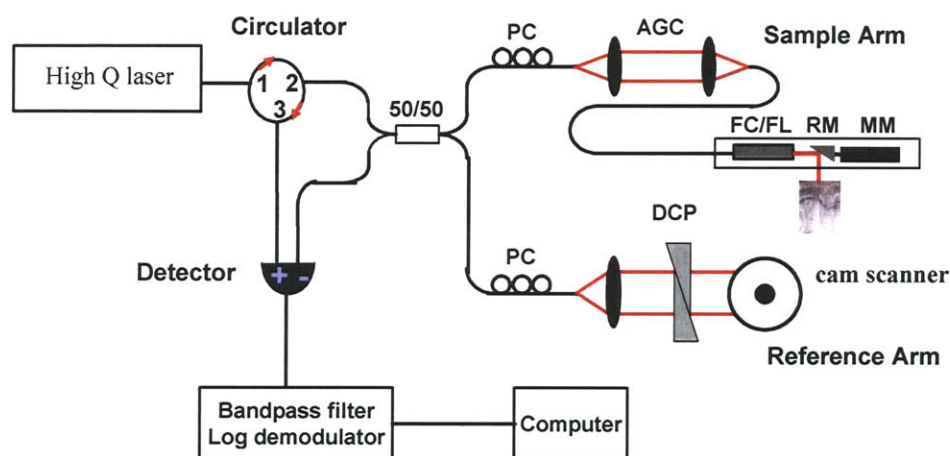 Circulator
High Q laser
1 2
3
50/50
PC
AGC
Sample Arm
FC/FL RM MM
Detector
+ -
PC
DCP
cam scanner
Reference Arm
Bandpass filter
Log demodulator
Computer